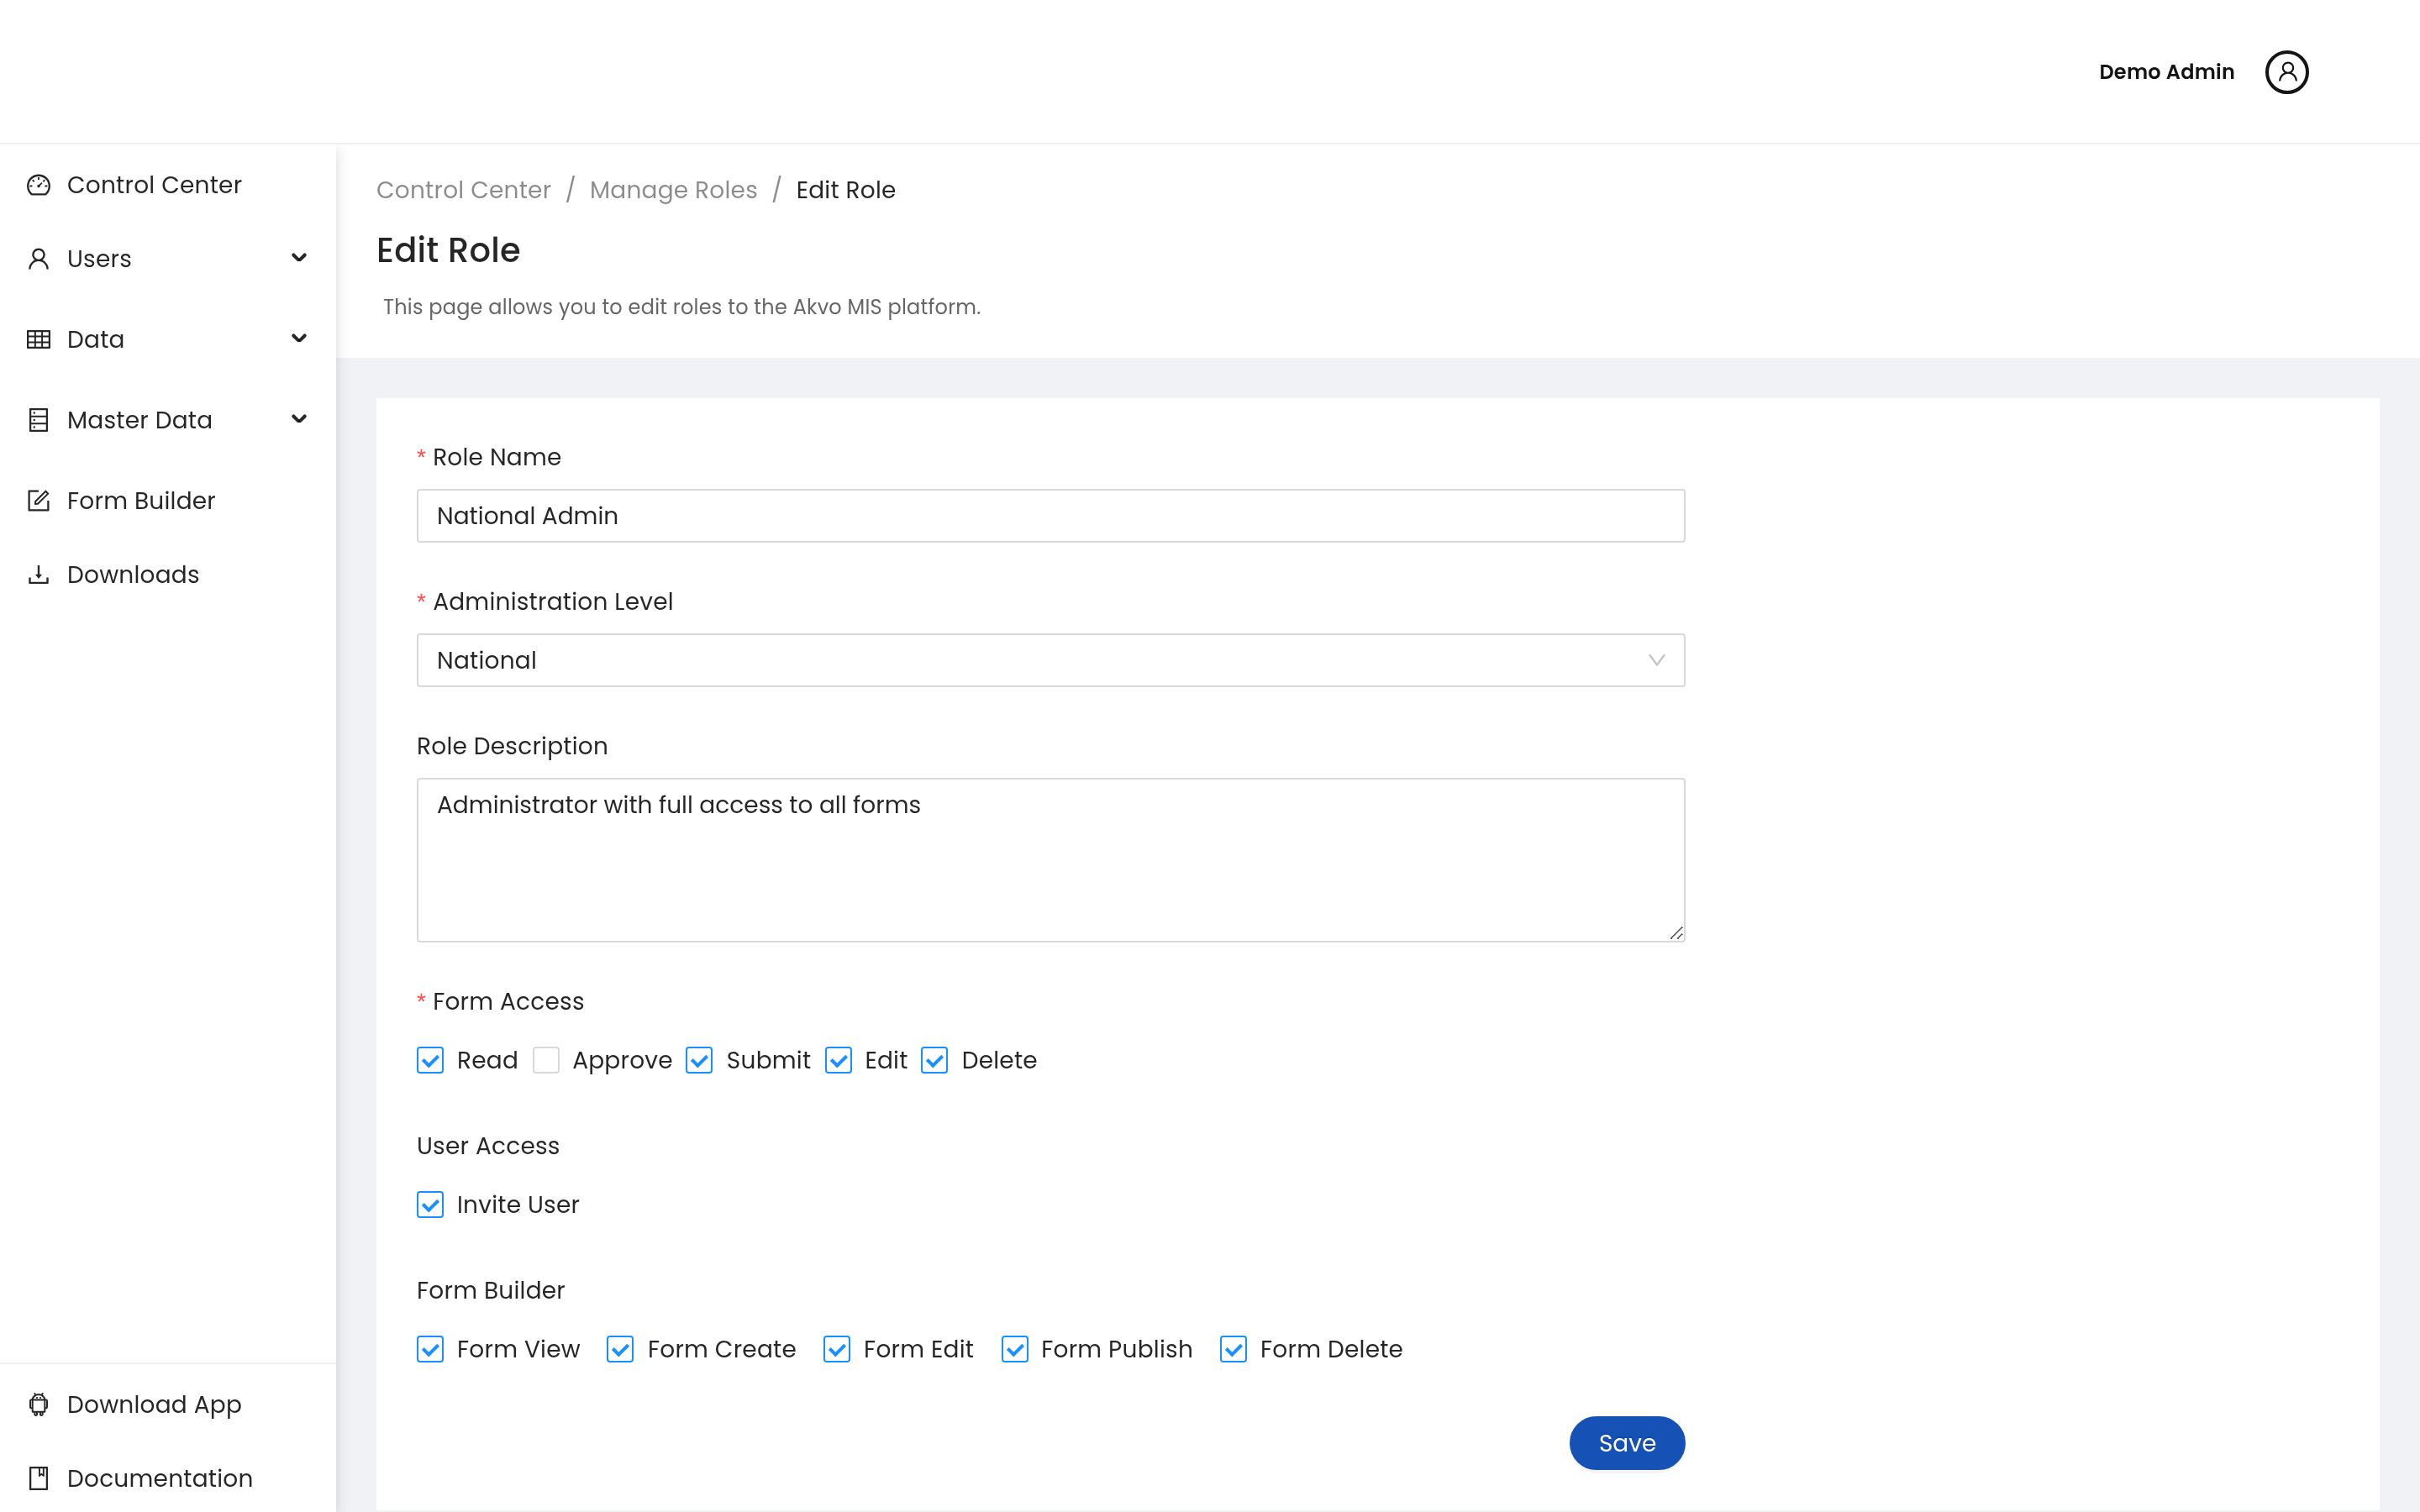 Demo Admin
Control Center
Users
Data
Master Data
Form Builder
Downloads
Download App
Documentation
Control Center / Manage Roles / Edit Role
Edit Role
This page allows you to edit roles to the Akvo MIS platform.
* Role Name
National Admin
* Administration Level
National
Role Description
Administrator with full access to all forms
* Form Access
Read Approve Submit Edit Delete
User Access
Invite User
Form Builder
Form View Form Create Form Edit Form Publish Form Delete
Save